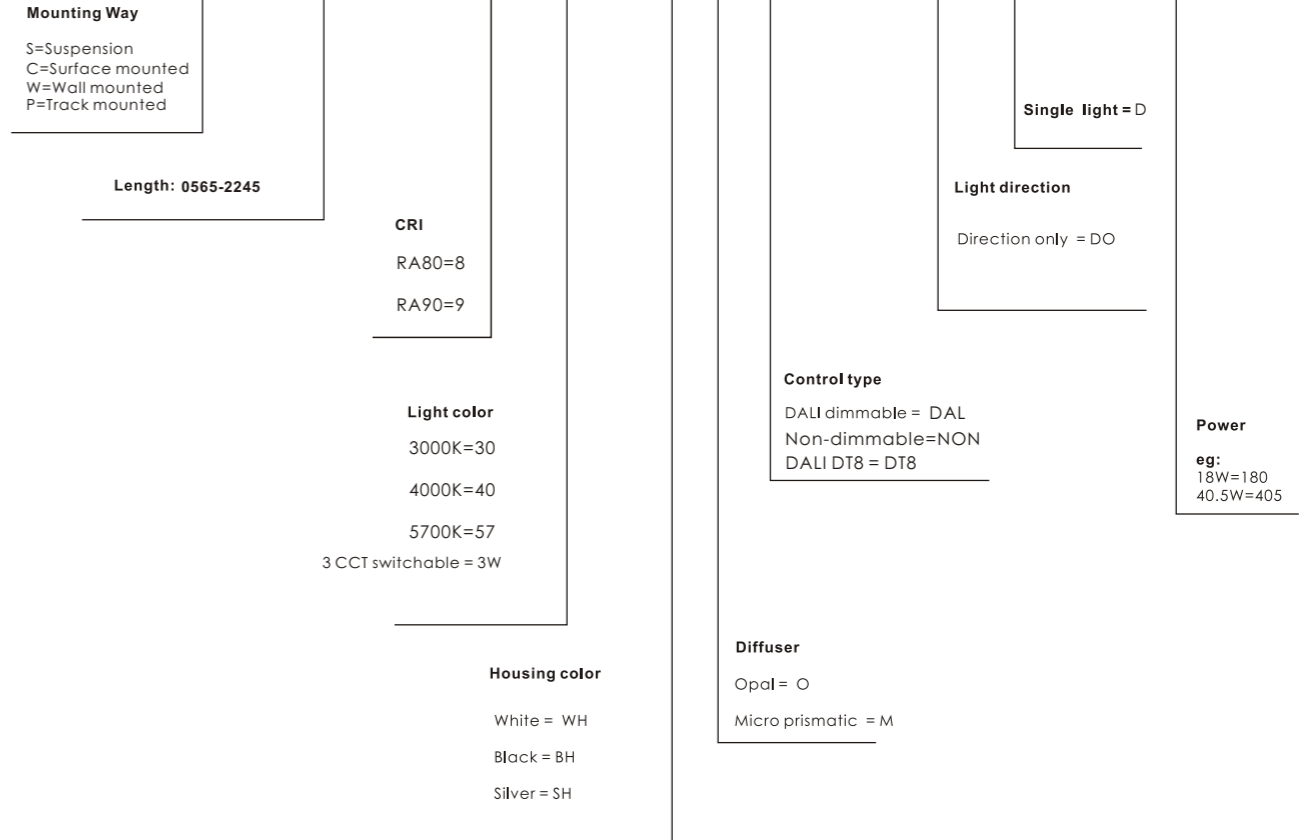 Mounting Way
S=Suspension
C=Surface mounted
W=Wall mounted
P=Track mounted
Length: 0565-2245
CRI
RA80=8
RA90=9
Light color
3000K=30
4000K=40
5700K=57
3 CCT switchable = 3W
Housing color
White = WH
Black = BH
Silver = SH
Diffuser
Opal = O
Micro prismatic = M
Control type
DALI dimmable = DAL
Non-dimmable=NON
DALI DT8 = DT8
Light direction
Direction only = DO
Single light = D
Power
eg:
18W=180
40.5W=405